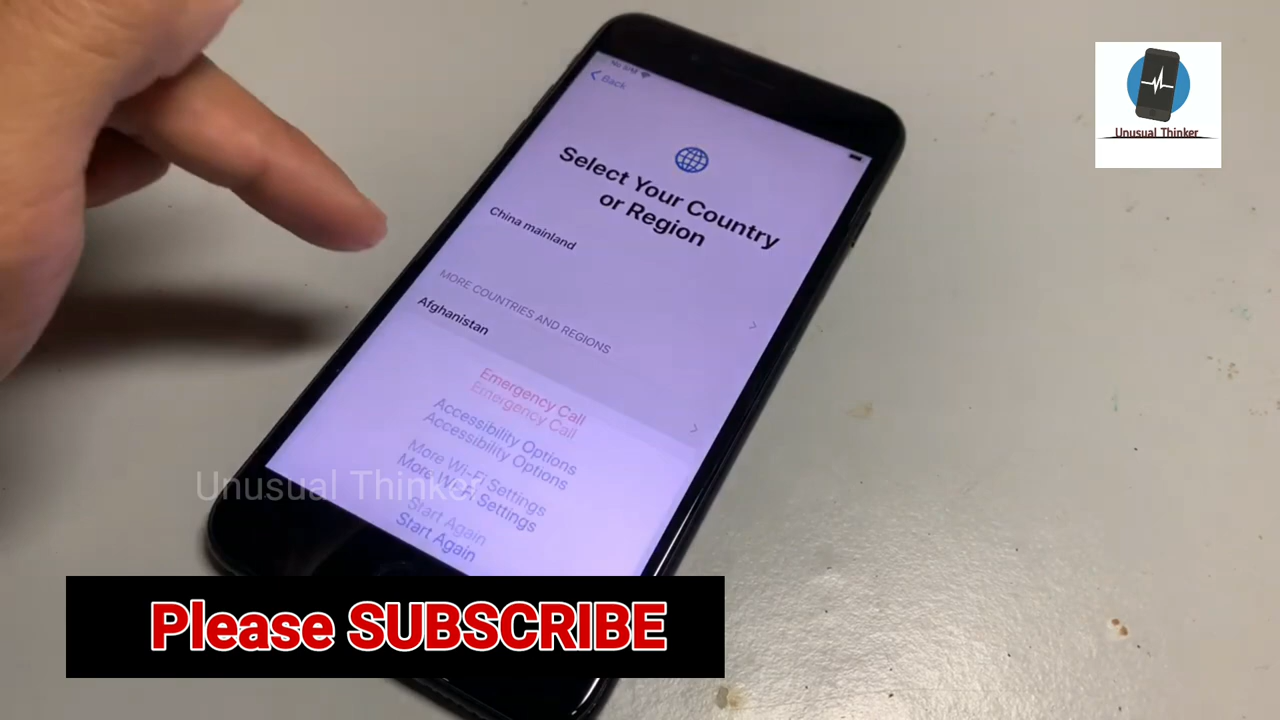 No SIM
Back
Select Your Country
or Region
China mainland
MORE COUNTRIES AND REGIONS
Afghanistan
Emergency Call
Emergency Call
Accessibility Options
Accessibility Options
More Wi-Fi Settings
More Wi-Fi Settings
Start Again
Start Again
Unusual Thinker
Unusual Thinker
Please SUBSCRIBE